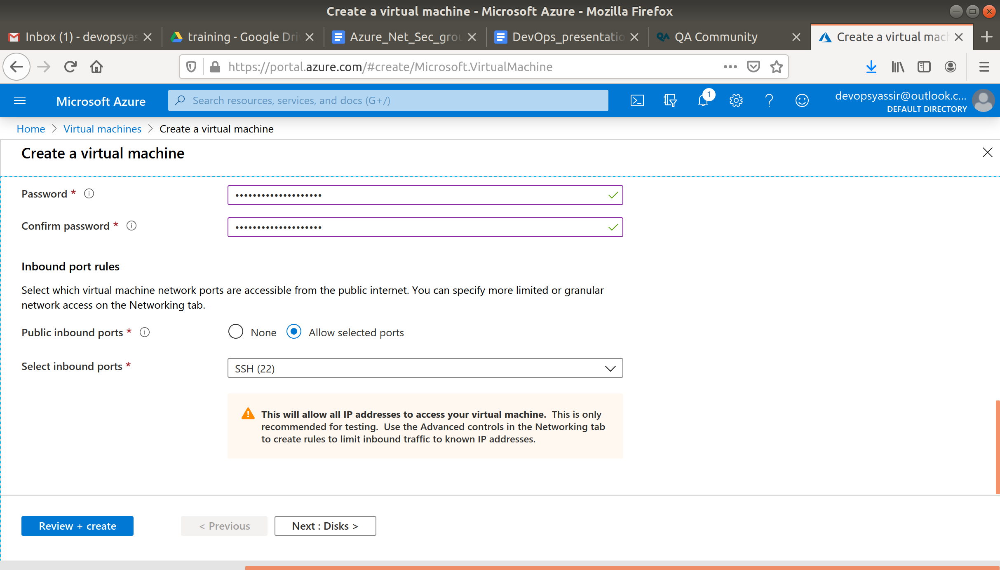 Create a virtual machine - Microsoft Azure - Mozilla Firefox
Inbox (1) - devopsyas
training - Google Dri
Azure_Net_Sec_grou
DevOps_presentatio
QA Community
Create a virtual mach
https://portal.azure.com/#create/Microsoft.VirtualMachine
Microsoft Azure
Search resources, services, and docs (G+/)
1
devopsyassir@outlook.c...
DEFAULT DIRECTORY
Home > Virtual machines > Create a virtual machine
Create a virtual machine
Password *
Confirm password *
Inbound port rules
Select which virtual machine network ports are accessible from the public internet. You can specify more limited or granular
network access on the Networking tab.
Public inbound ports *
None
Allow selected ports
Select inbound ports *
SSH (22)
This will allow all IP addresses to access your virtual machine. This is only
recommended for testing. Use the Advanced controls in the Networking tab
to create rules to limit inbound traffic to known IP addresses.
Review + create
< Previous
Next : Disks >